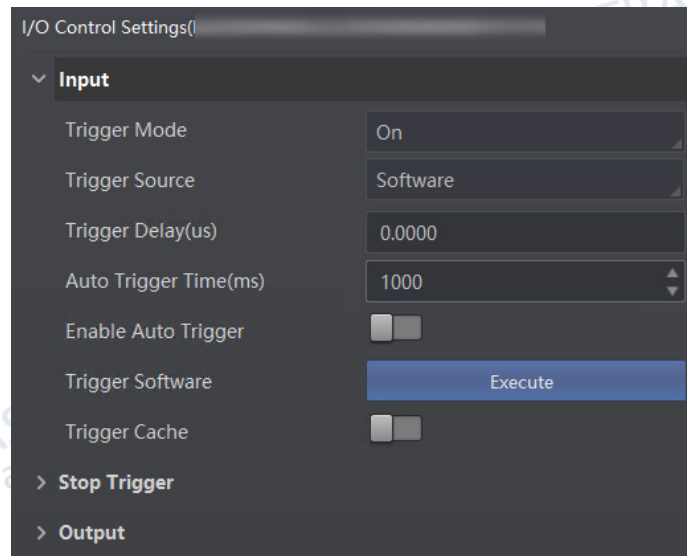 I/O Control Settings(
Input
Trigger Mode On
Trigger Source Software
Trigger Delay(us) 0.0000
Auto Trigger Time(ms) 1000
Enable Auto Trigger
Trigger Software Execute
Trigger Cache
Stop Trigger
Output